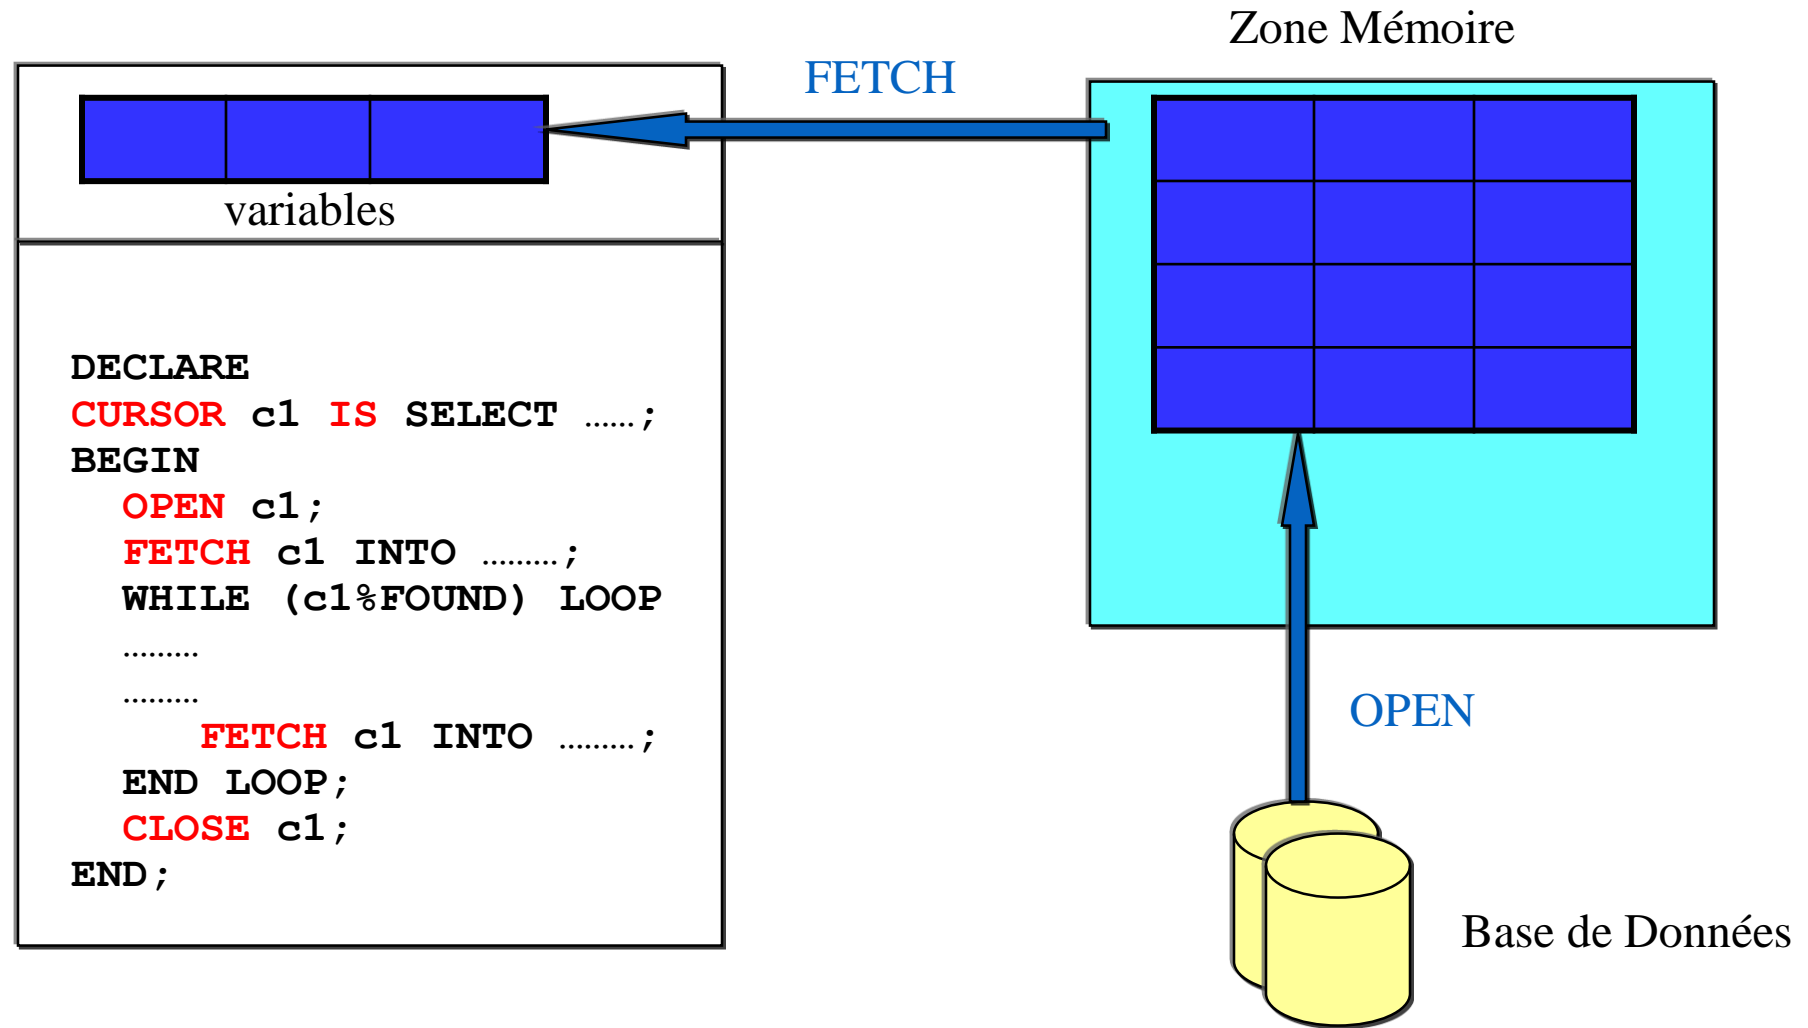 Zone Mémoire
FETCH
variables
DECLARE
CURSOR c1 IS SELECT ……;
BEGIN
OPEN c1;
FETCH c1 INTO ………;
WHILE (c1%FOUND) LOOP
………
………
FETCH c1 INTO ………;
END LOOP;
CLOSE c1;
END;
OPEN
Base de Données